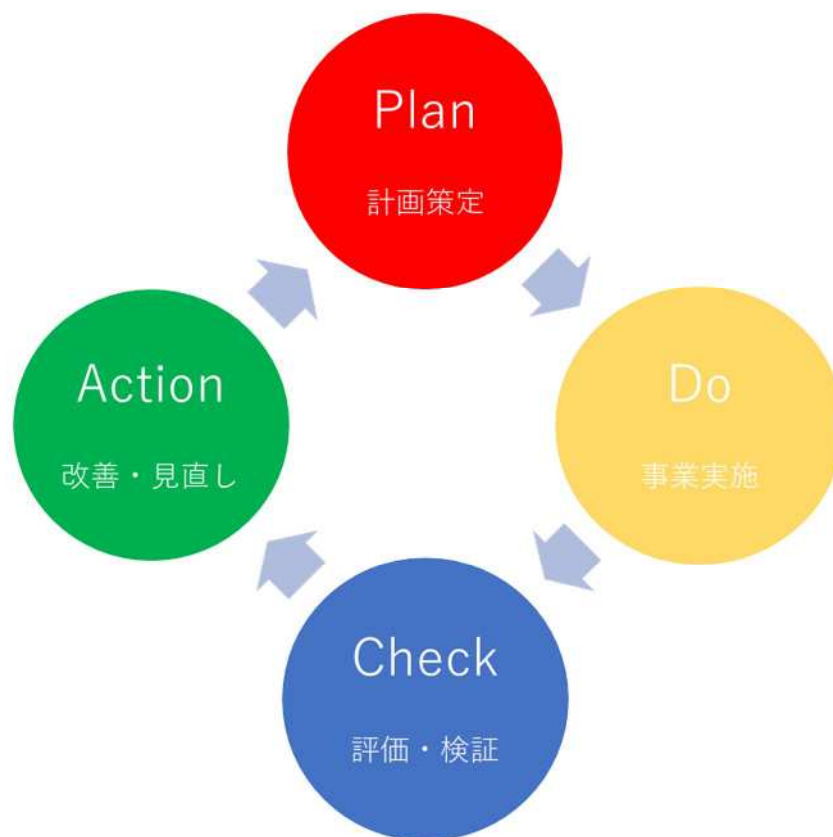 Plan
計画策定
Do
事業実施
Check
評価・検証
Action
改善・見直し